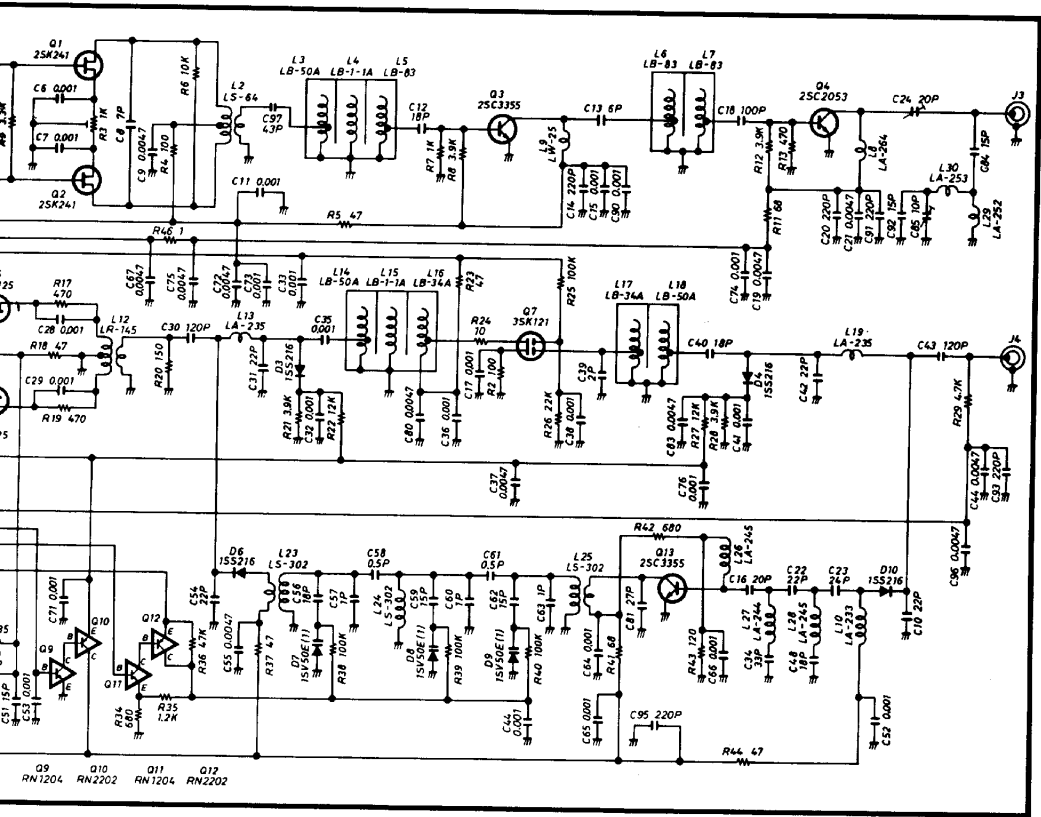 Q1
2SK241
C6 0.001
R3 1K
C7 0.001
Q2
2SK241
C8 7P
C9 0.0047
R4 100
R6 10K
L2
LS-64
C97
43P
C11 0.001
L3
LB-50A
L4
LB-1-1A
L5
LB-83
C12
18P
R7 1K
R8 3.9K
Q3
2SC3355
L9
LW-25
C13 6P
C14 220P
C15 0.001
C90 0.001
R5 47
L6
LB-83
L7
LB-83
C18 100P
R12 3.9K
R13 470
Q4
2SC2053
L8
LA-264
C24 20P
J3
C84 15P
L30
LA-253
L29
LA-252
R11 68
C20 220P
C21 0.0047
C91 220P
C92 15P
C85 10P
R46 1
C67
0.0047
C75
0.0047
C72
0.0047
C73
0.001
C33
0.001
C74 0.001
C19 0.0047
125
R17
470
C28 0.001
R18 47
C29 0.001
R19 470
L12
LR-145
R20 150
C30 120P
L13
LA-235
C31 22P
D3
1SS216
C35
0.001
R21 3.9K
C32 0.001
R22 12K
L14
LB-50A
L15
LB-1-1A
L16
LB-34A
C80 0.0047
C36 0.001
R23
47
R24
10
C17 0.001
R2 100
Q7
3SK121
R25 100K
R26 22K
C38 0.001
C39
2P
L17
LB-34A
L18
LB-50A
C40 18P
C83 0.0047
R27 12K
R28 3.9K
C41 0.001
D4
1SS216
C42 22P
L19
LA-235
C43 120P
J4
R29 4.7K
C44 0.0047
C93 220P
C37
0.0047
C76
0.001
C96 0.0047
C71 0.001
Q10
Q9
B
E
C
B
C
E
C51 15P
C53 0.001
Q12
Q11
B
E
C
B
C
E
R34
680
R35
1.2K
R36 47K
C54
22P
C55 0.0047
D6
1SS216
R37 47
L23
LS-302
C56
18P
C57
1P
D7
1SV50E(1)
R38 100K
C58
0.5P
L24
LS-302
C59
15P
C60
1P
D8
1SV50E(1)
R39 100K
C61
0.5P
C62
15P
C63 1P
D9
1SV50E(1)
R40 100K
C44
0.001
L25
LS-302
C64 0.001
R41 68
C65 0.001
C81 27P
R42 680
Q13
2SC3355
L26
LA-245
R43 120
C66 0.001
C16 20P
L27
LA-244
C34
33P
C22
22P
L28
LA-245
C48
18P
C23
24P
L10
LA-233
D10
1SS216
C10 22P
C52 0.001
C95 220P
R44 47
Q9
RN1204
Q10
RN2202
Q11
RN1204
Q12
RN2202